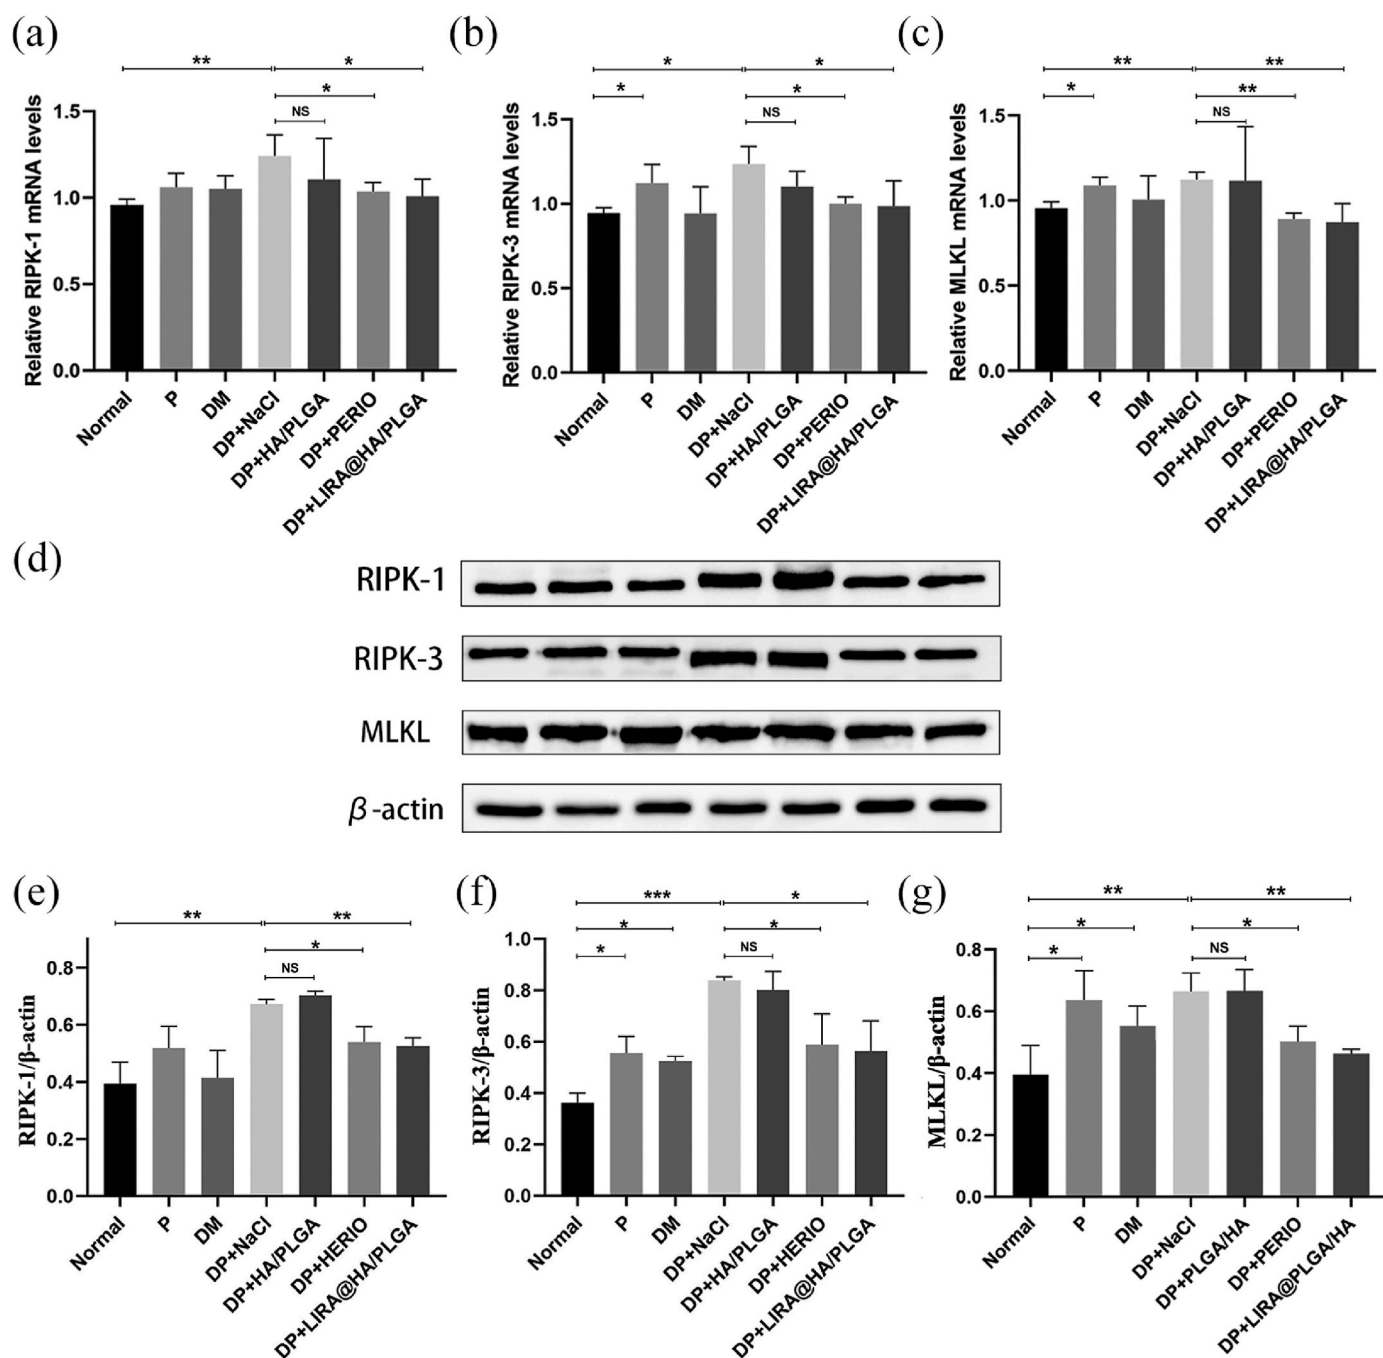 (a)
** *
*
NS
Relative RIPK-1 mRNA levels
1.5
1.0
0.5
0.0
Normal
P
DM
DP+NaCl
DP+HA/PLGA
DP+PERIO
DP+LIRA@HA/PLGA
(b)
* *
* *
NS
Relative RIPK-3 mRNA levels
1.5
1.0
0.5
0.0
Normal
P
DM
DP+NaCl
DP+HA/PLGA
DP+PERIO
DP+LIRA@HA/PLGA
(c)
** **
* **
NS
Relative MLKL mRNA levels
1.5
1.0
0.5
0.0
Normal
P
DM
DP+NaCl
DP+HA/PLGA
DP+PERIO
DP+LIRA@HA/PLGA
(d)
RIPK-1
RIPK-3
MLKL
β-actin
(e)
** **
*
NS
RIPK-1/β-actin
0.8
0.6
0.4
0.2
0.0
Normal
P
DM
DP+NaCl
DP+HA/PLGA
DP+HERIO
DP+LIRA@HA/PLGA
(f)
*** *
* *
* NS
RIPK-3/β-actin
1.0
0.8
0.6
0.4
0.2
0.0
Normal
P
DM
DP+NaCl
DP+HA/PLGA
DP+HERIO
DP+LIRA@HA/PLGA
(g)
** **
* *
* NS
MLKL/β-actin
0.8
0.6
0.4
0.2
0.0
Normal
P
DM
DP+NaCl
DP+PLGA/HA
DP+PERIO
DP+LIRA@PLGA/HA